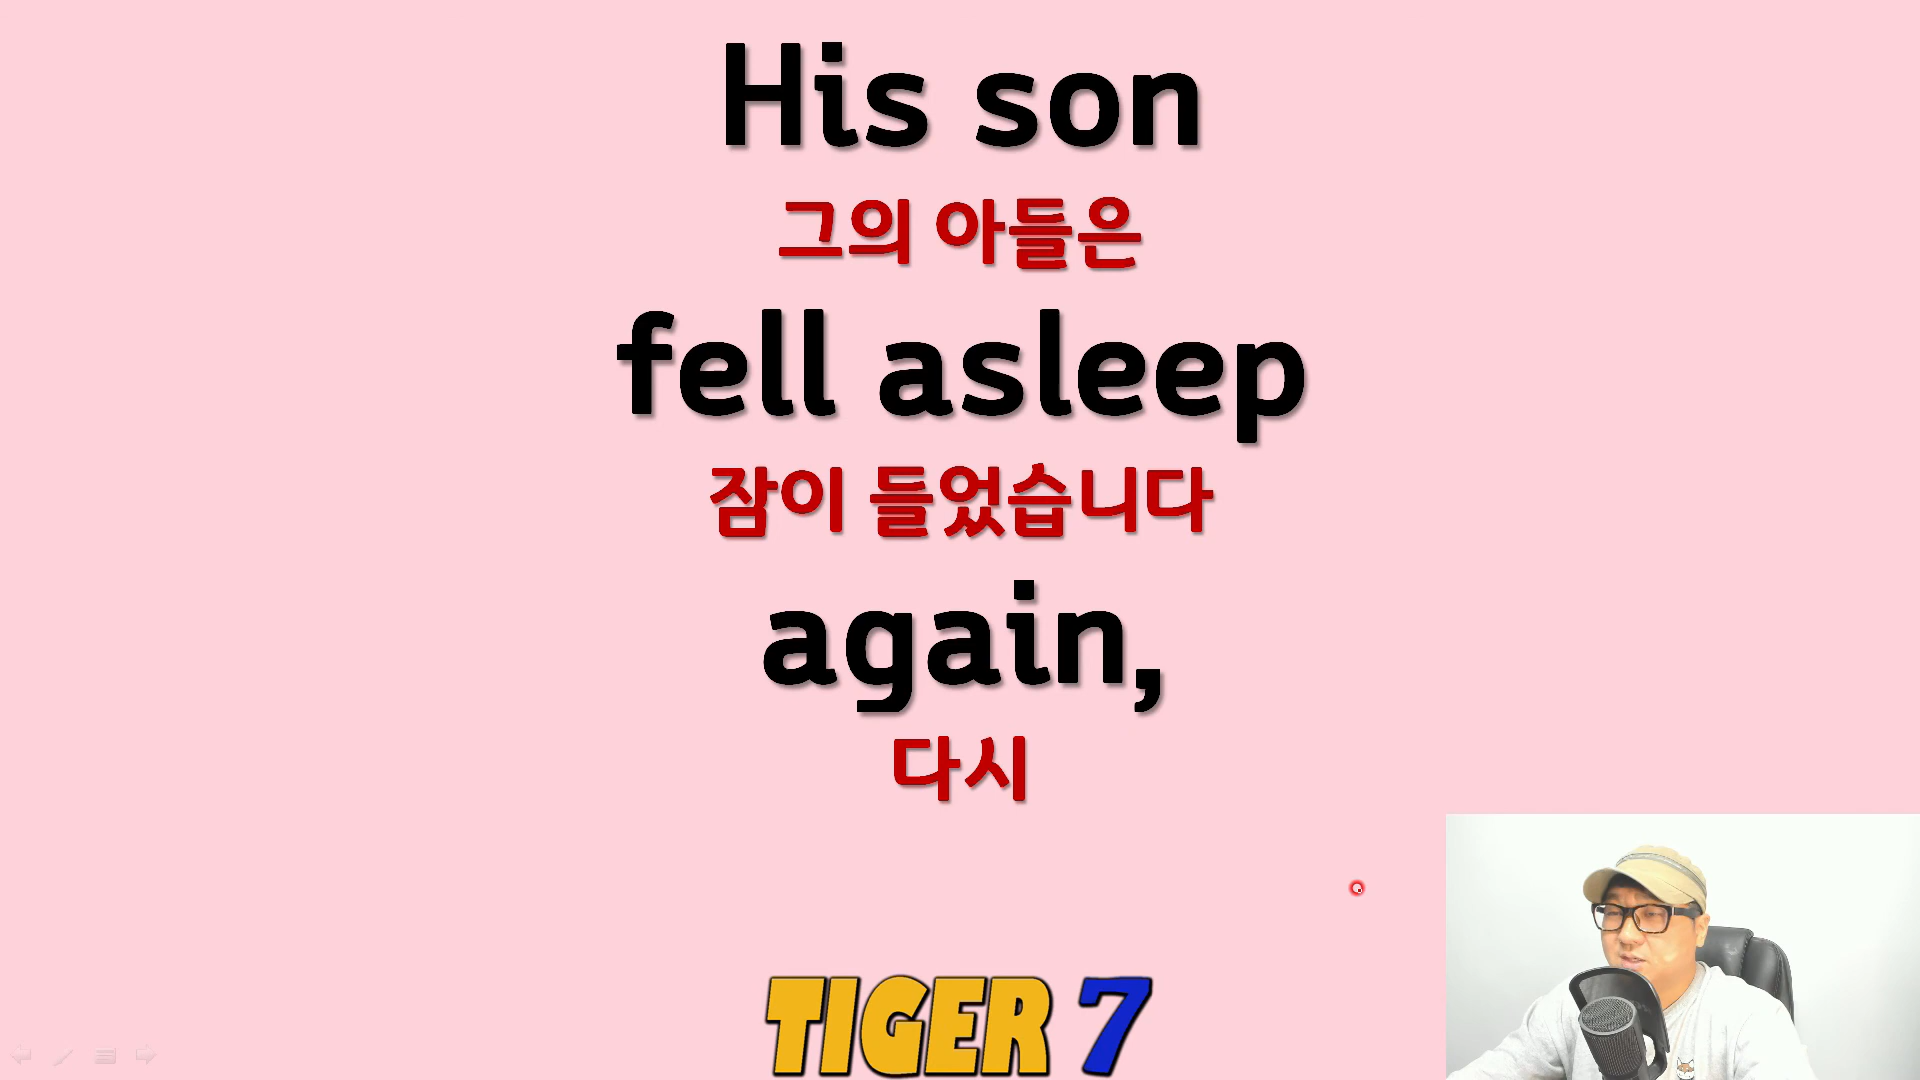 His son
그의 아들은
fell asleep
잠이 들었습니다
again,
다시
TIGER 7